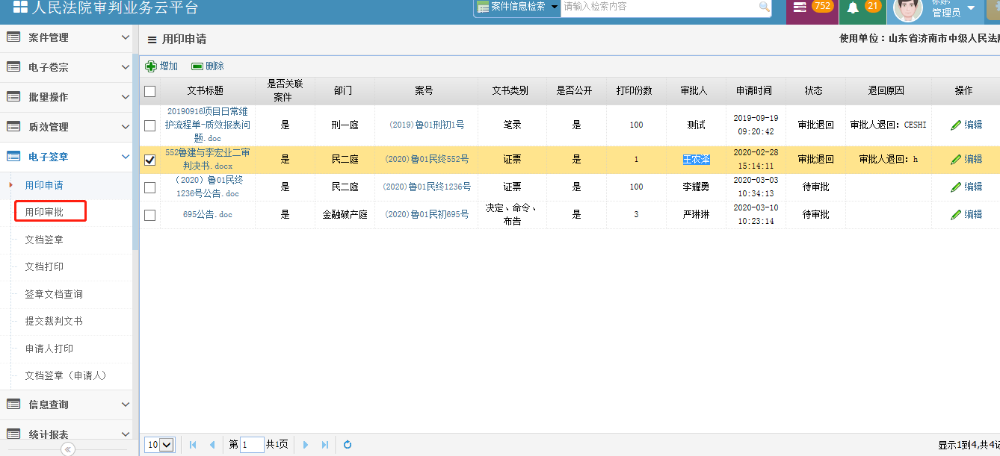 人民法院审判业务云平台
案件信息检索
请输入检索内容
752
21
管理员
案件管理
电子卷宗
批量操作
质效管理
电子签章
用印申请
用印审批
文档签章
文档打印
签章文档查询
提交裁判文书
申请人打印
文档签章（申请人）
信息查询
统计报表
用印申请
使用单位：山东省济南市中级人民法
增加 删除
文书标题 是否关联案件 部门 案号 文书类别 是否公开 打印份数 审批人 申请时间 状态 退回原因 操作
20190916项目日常维护流程单-质效报表问题.doc 是 刑一庭 (2019)鲁01刑初1号 笔录 是 100 测试 2019-09-19 09:20:42 审批退回 审批人退回：CESHI 编辑
552鲁建与李宏业二审判决书.docx 是 民二庭 (2020)鲁01民终552号 证票 是 1 王农泽 2020-02-28 15:14:11 审批退回 审批人退回：h 编辑
（2020）鲁01民终1236号公告.doc 是 民二庭 (2020)鲁01民终1236号 证票 是 100 李耀勇 2020-03-03 10:34:13 待审批 编辑
695公告.doc 是 金融破产庭 (2020)鲁01民初695号 决定、命令、布告 是 3 严琳琳 2020-03-10 10:23:14 待审批 编辑
10 第 1 共1页
显示1到4,共4记